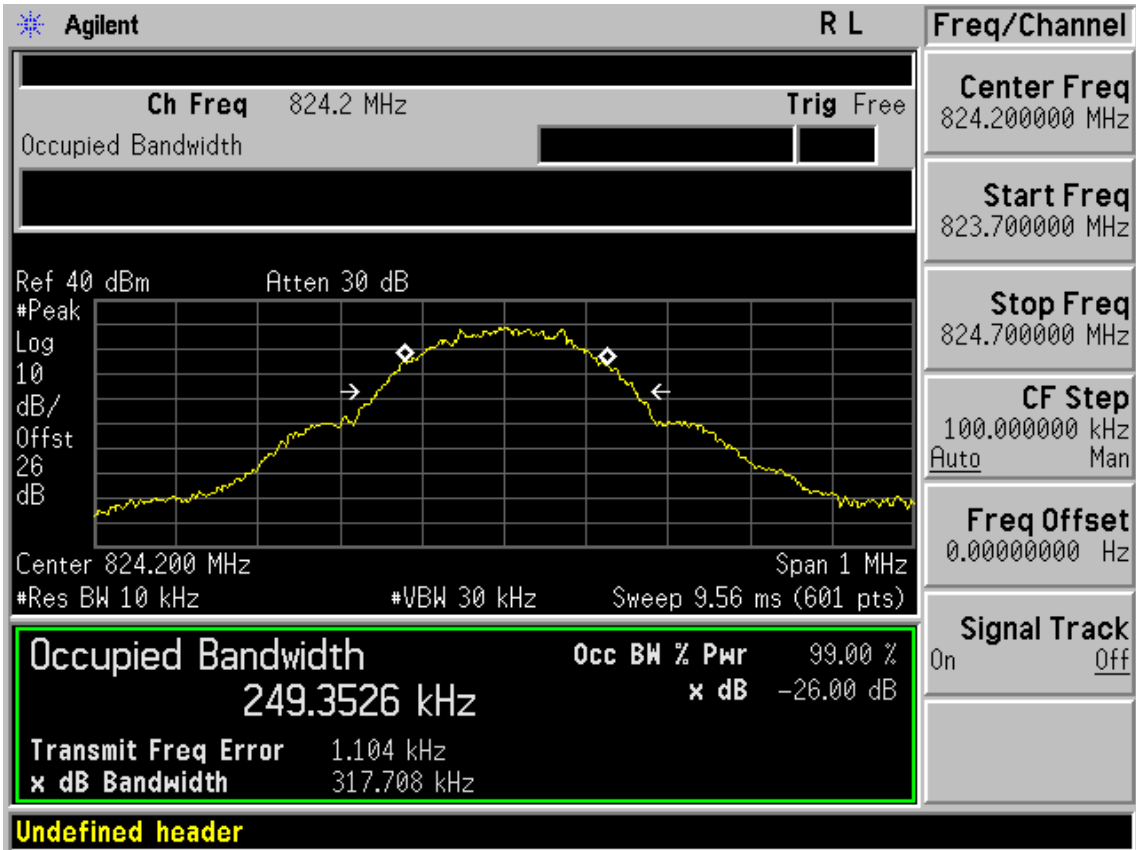 Agilent R L
Ch Freq 824.2 MHz Trig Free
Occupied Bandwidth
Ref 40 dBm Atten 30 dB
#Peak
Log
10
dB/
Offst
26
dB
Center 824.200 MHz Span 1 MHz
#Res BW 10 kHz #VBW 30 kHz Sweep 9.56 ms (601 pts)
Occupied Bandwidth Occ BW % Pwr 99.00 %
249.3526 kHz x dB -26.00 dB
Transmit Freq Error 1.104 kHz
x dB Bandwidth 317.708 kHz
Undefined header
Freq/Channel
Center Freq
824.200000 MHz
Start Freq
823.700000 MHz
Stop Freq
824.700000 MHz
CF Step
100.000000 kHz
Auto Man
Freq Offset
0.00000000 Hz
Signal Track
On Off